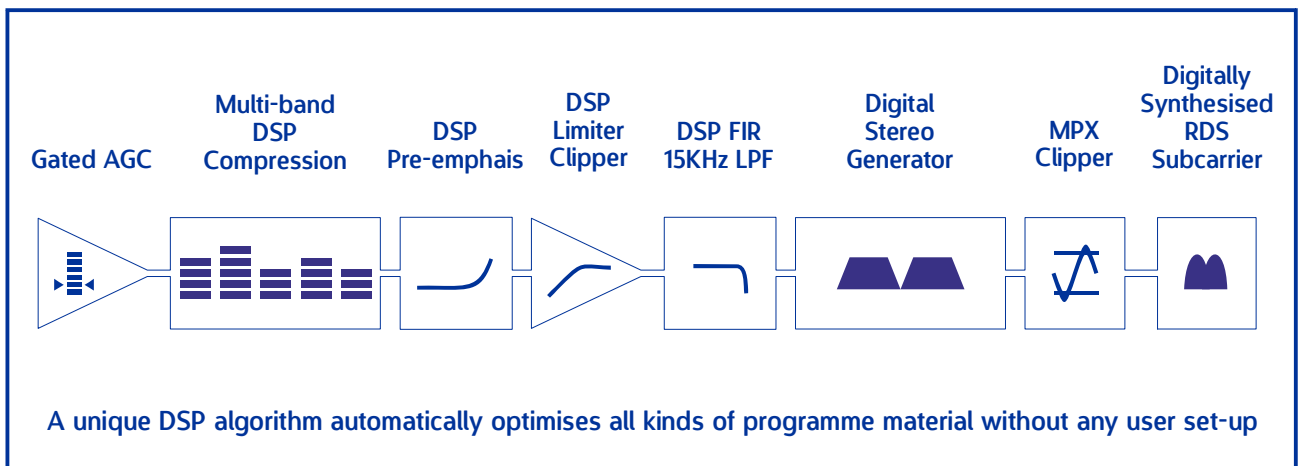 Gated AGC
Multi-band
DSP
Compression
DSP
Pre-emphais
DSP
Limiter
Clipper
DSP FIR
15KHz LPF
Digital
Stereo
Generator
MPX
Clipper
Digitally
Synthesised
RDS
Subcarrier
A unique DSP algorithm automatically optimises all kinds of programme material without any user set-up